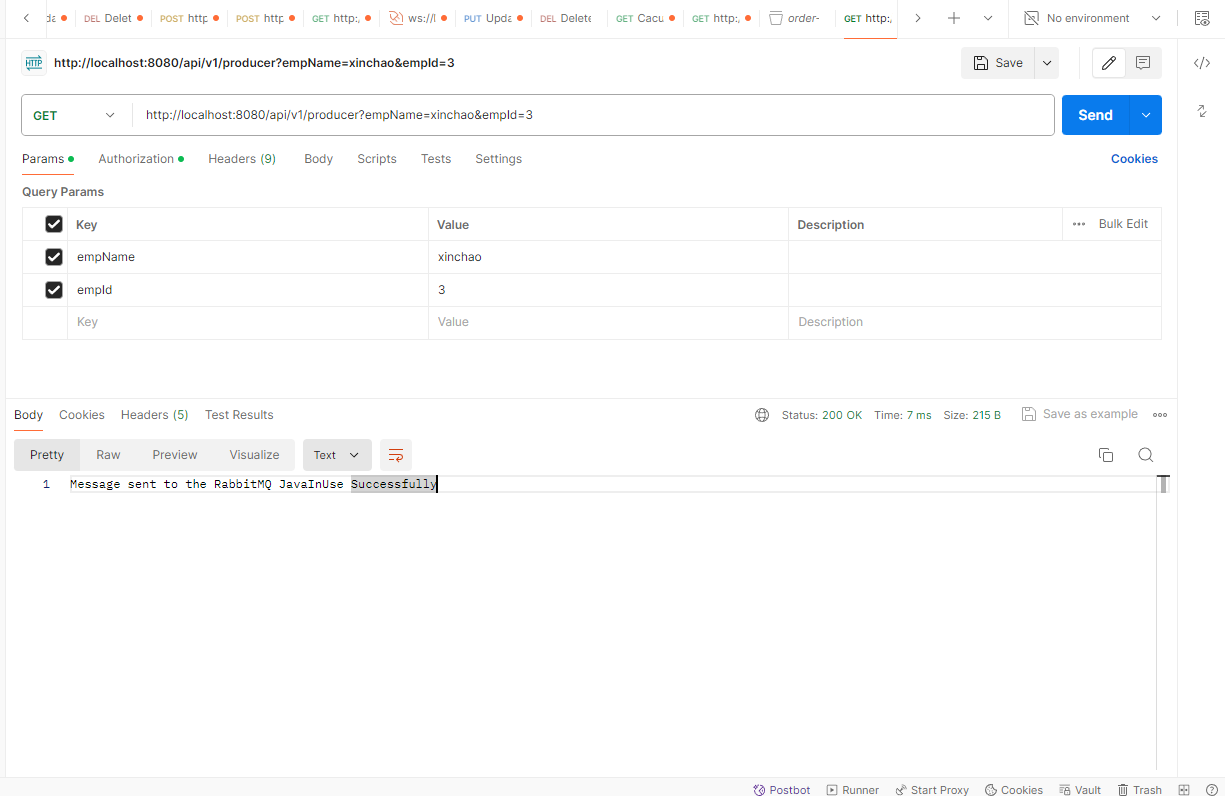 DEL Delet
POST http
POST http
GET http:/
ws://l
PUT Upda
DEL Delete
GET Cacu
GET http:/
order-
GET http:/
No environment
HTTP
http://localhost:8080/api/v1/producer?empName=xinchao&empId=3
Save
GET
http://localhost:8080/api/v1/producer?empName=xinchao&empId=3
Send
Params
Authorization
Headers (9)
Body
Scripts
Tests
Settings
Cookies
Query Params
Key Value Description Bulk Edit
empName xinchao
empId 3
Key Value Description
Body Cookies Headers (5) Test Results
Status: 200 OK Time: 7 ms Size: 215 B
Save as example
Pretty Raw Preview Visualize Text
1 Message sent to the RabbitMQ JavaInUse Successfully
Postbot Runner Start Proxy Cookies Vault Trash